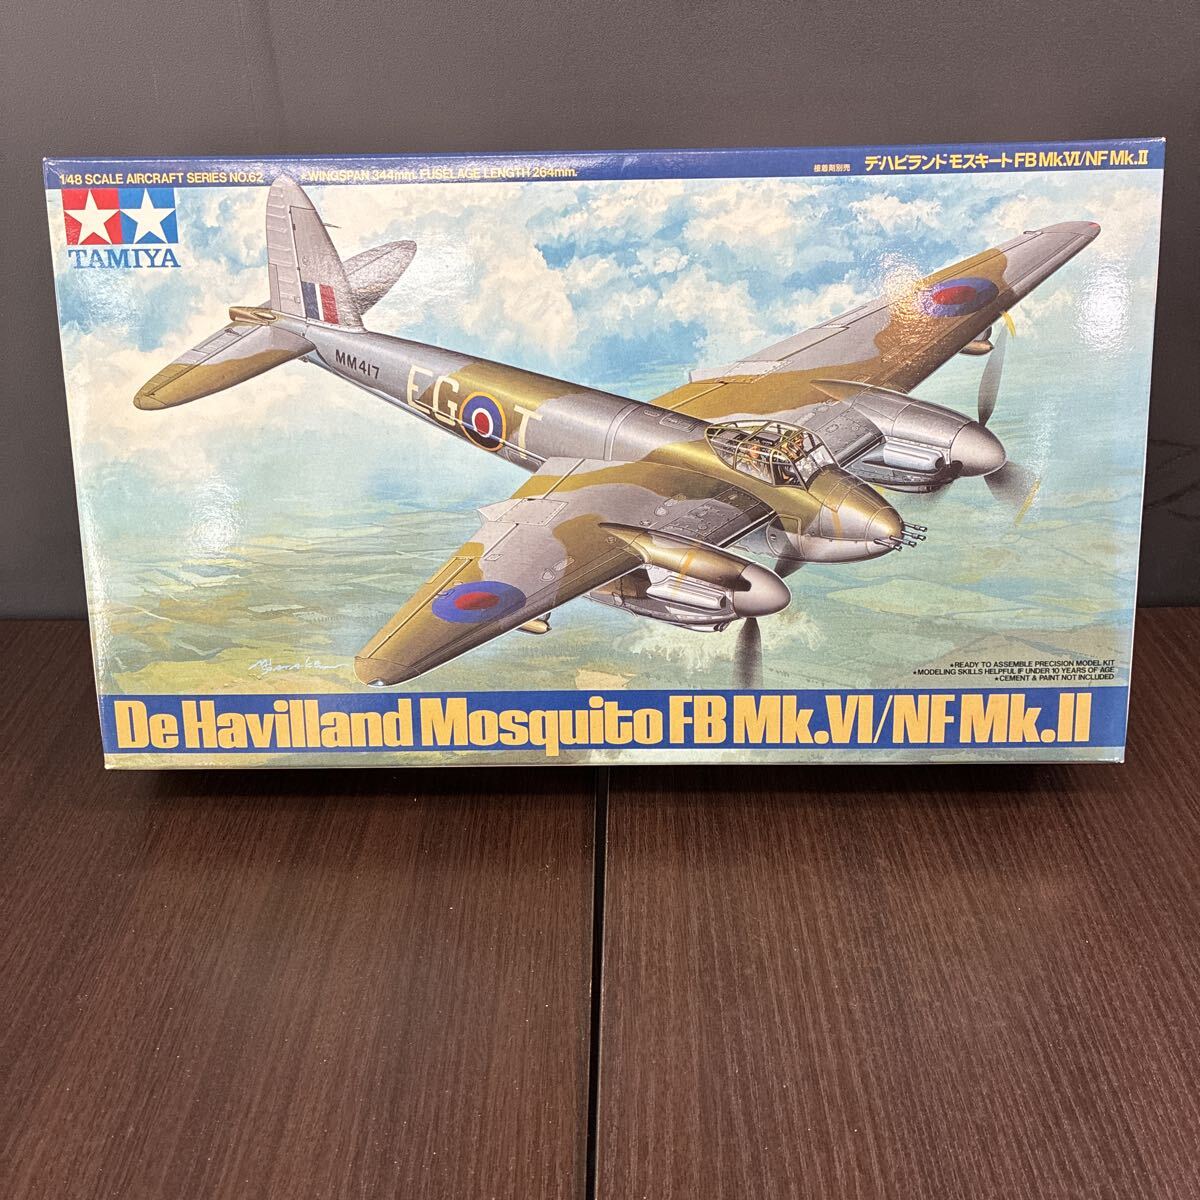 1/48 SCALE AIRCRAFT SERIES NO.62
★WINGSPAN 344mm. FUSELAGE LENGTH 264mm.
接着剤別売
デ・ハビランド モスキート FB Mk.VI/NF Mk.II
TAMIYA
MM417
EG T
★READY TO ASSEMBLE PRECISION MODEL KIT
★MODELING SKILLS HELPFUL IF UNDER 10 YEARS OF AGE
★CEMENT & PAINT NOT INCLUDED
De Havilland Mosquito FB Mk.VI/NF Mk.II